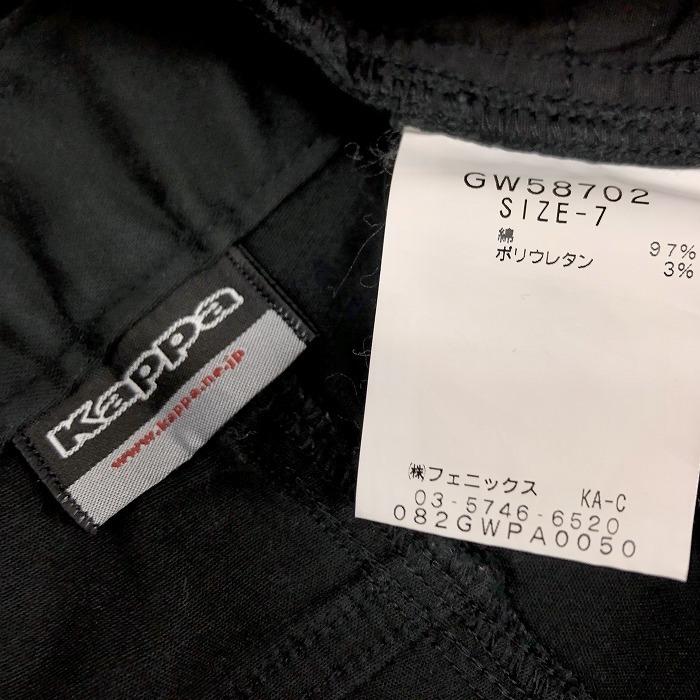 Kappa
www.kappa.ne.jp
GW58702
SIZE-7
綿 97%
ポリウレタン 3%
㈱フェニックス KA-C
03-5746-6520
082GWPA0050